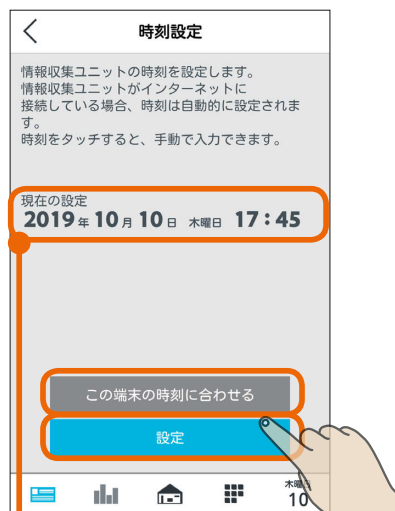 時刻設定
情報収集ユニットの時刻を設定します。
情報収集ユニットがインターネットに
接続している場合、時刻は自動的に設定されま
す。
時刻をタッチすると、手動で入力できます。
現在の設定
2019年10月10日 木曜日 17:45
この端末の時刻に合わせる
設定
木曜日
10